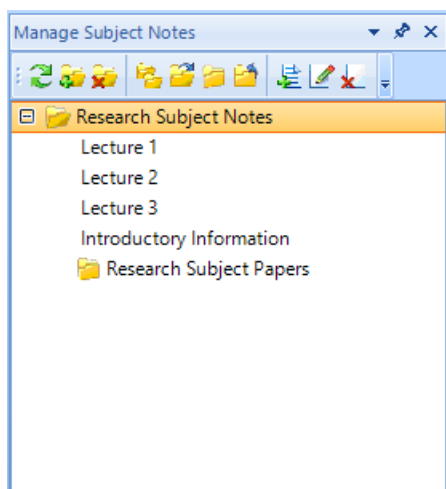 Manage Subject Notes
Research Subject Notes
Lecture 1
Lecture 2
Lecture 3
Introductory Information
Research Subject Papers